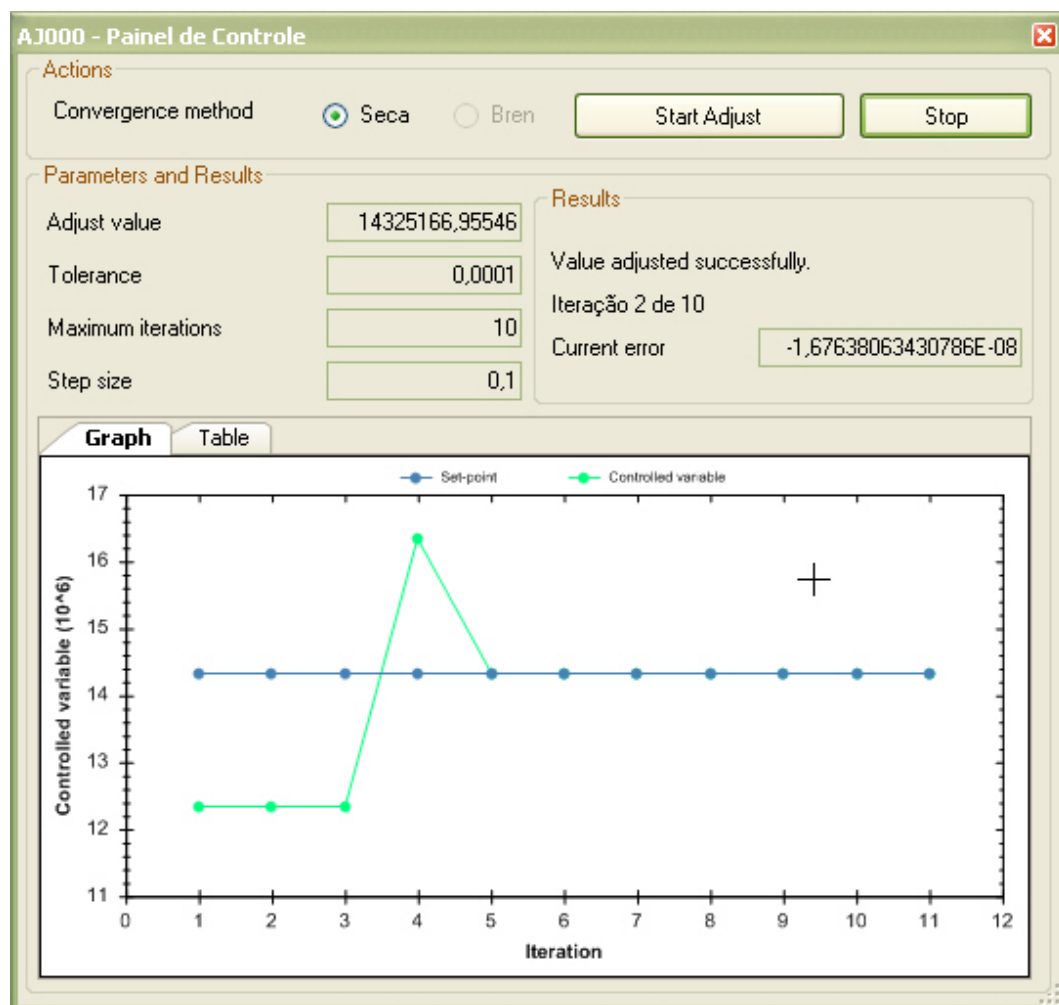 AJ000 - Painel de Controle
Actions
Convergence method
Seca
Bren
Start Adjust
Stop
Parameters and Results
Adjust value
14325166,95546
Tolerance
0,0001
Maximum iterations
10
Step size
0,1
Results
Value adjusted successfully.
Iteração 2 de 10
Current error
-1,67638063430786E-08
Graph
Table
Set-point
Controlled variable
Controlled variable (10^6)
17
16
15
14
13
12
11
0 1 2 3 4 5 6 7 8 9 10 11 12
Iteration